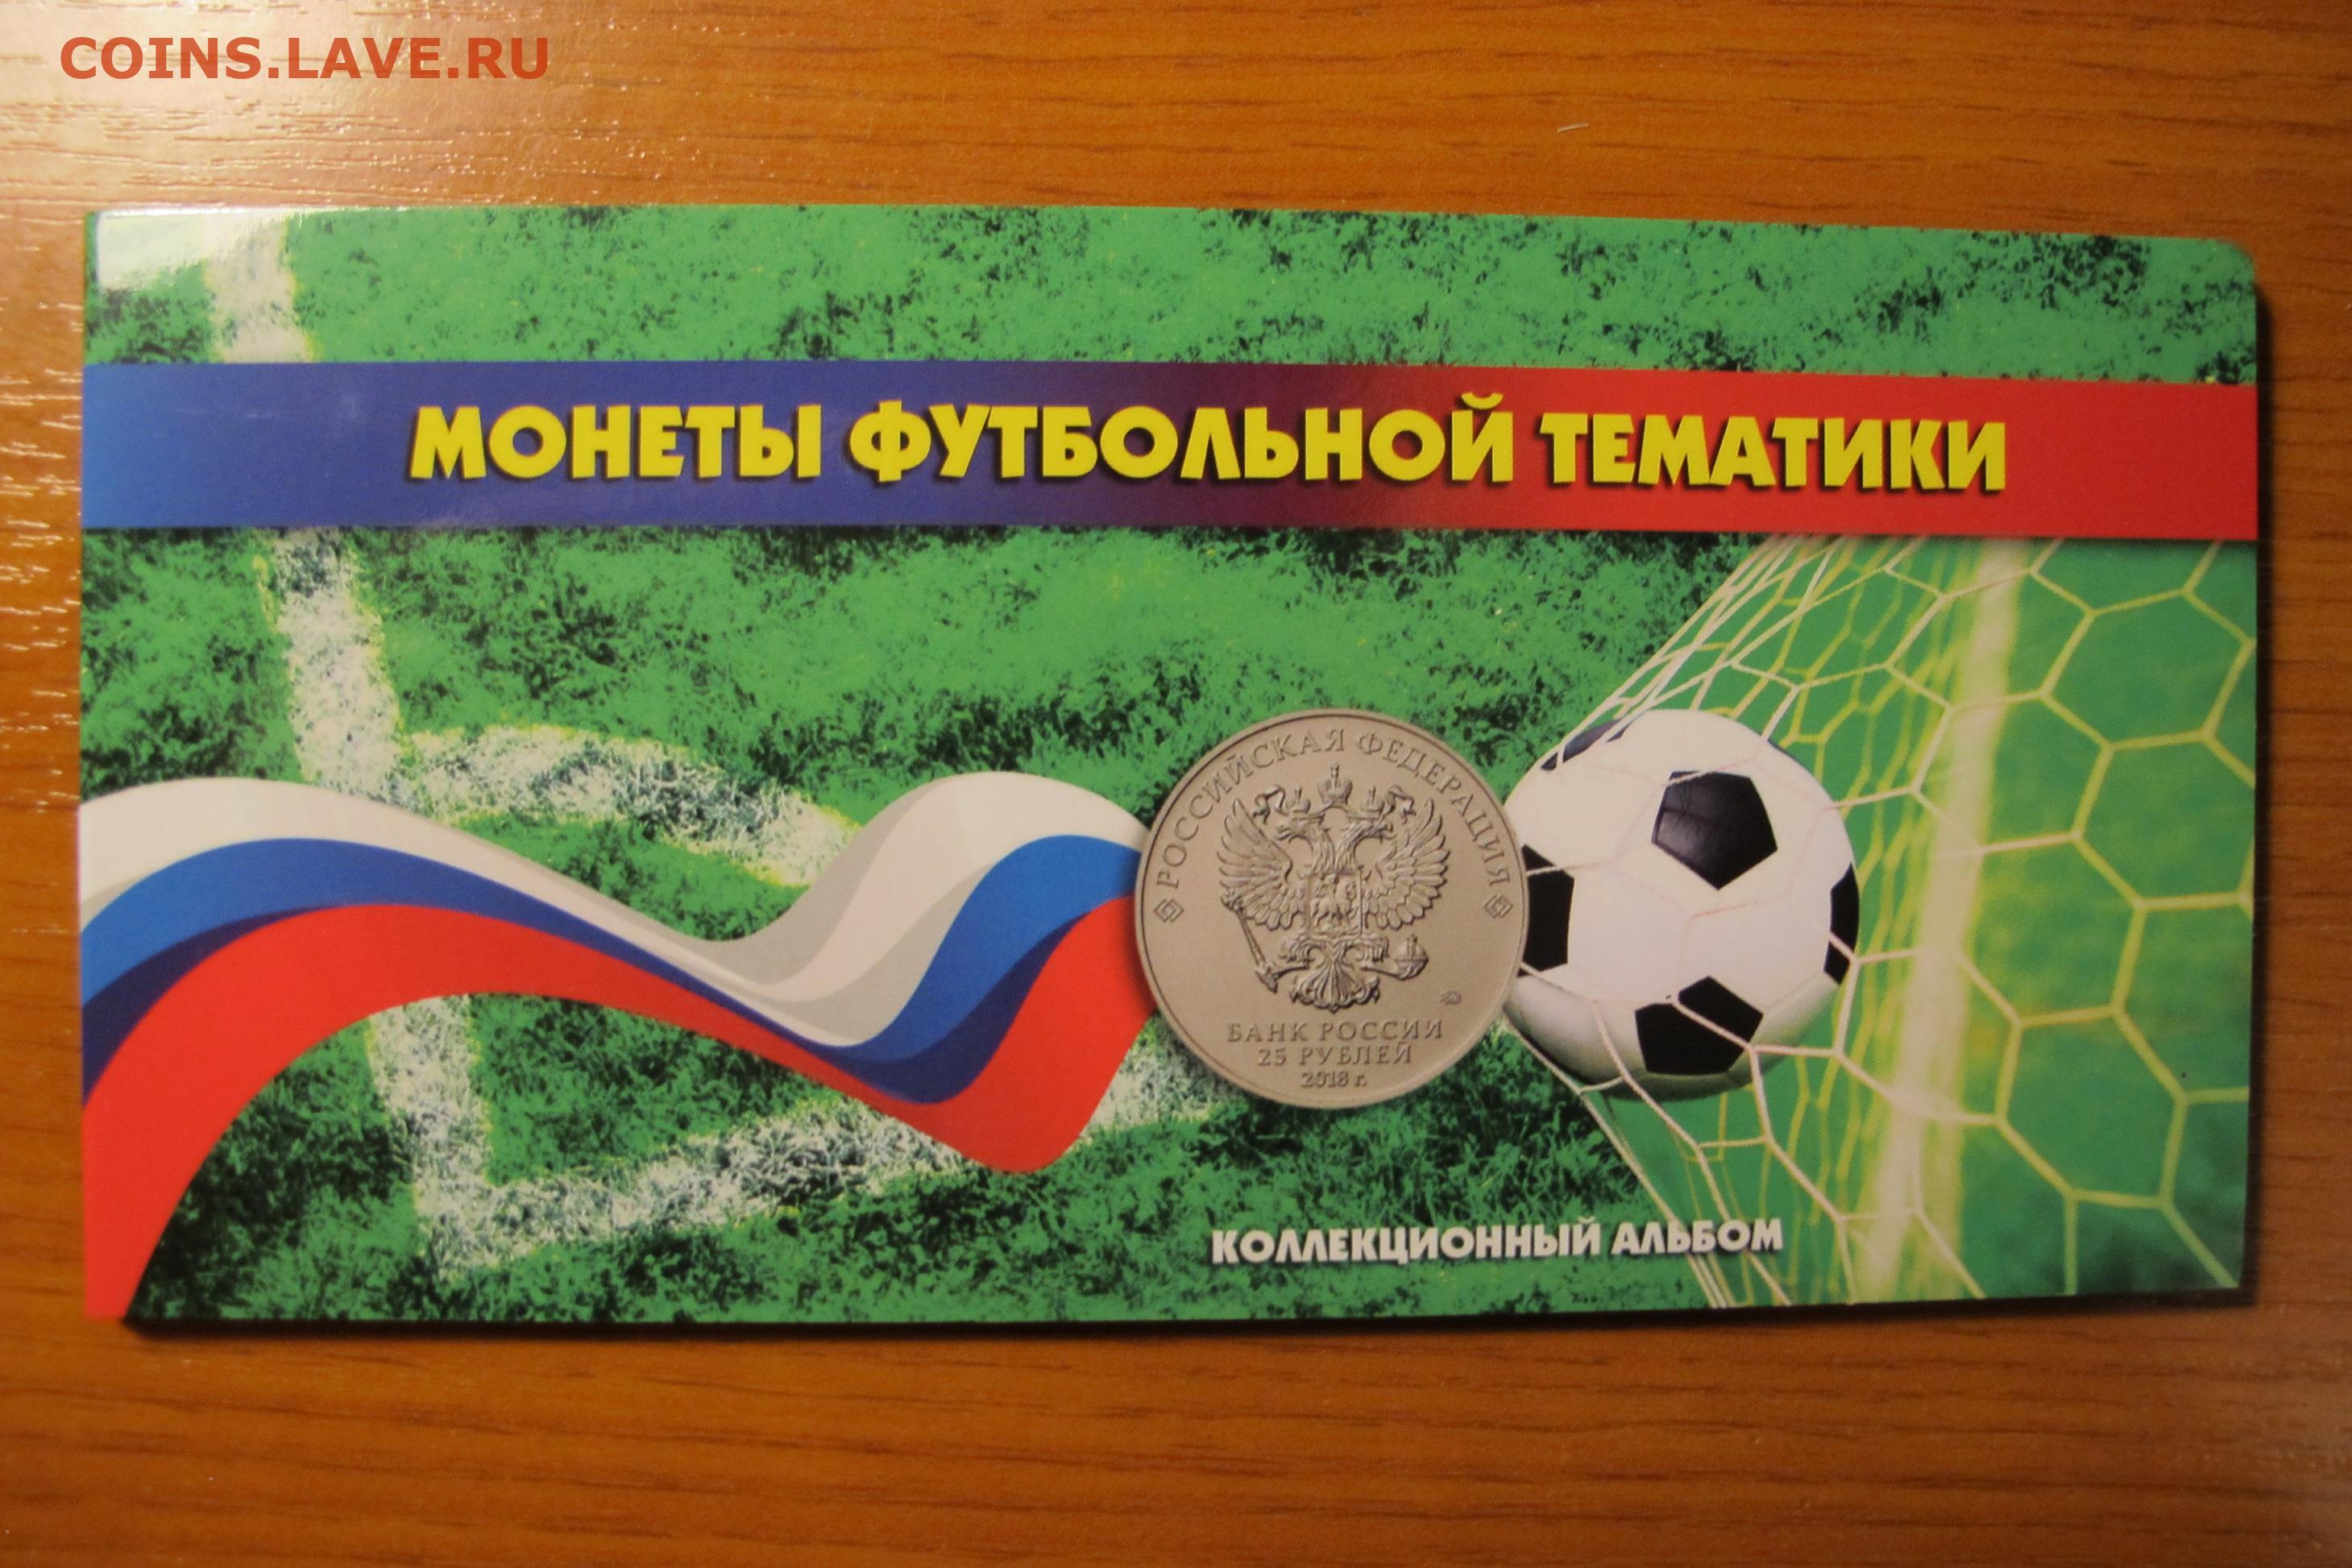 COINS.LAVE.RU
МОНЕТЫ ФУТБОЛЬНОЙ ТЕМАТИКИ
РОССИЙСКАЯ ФЕДЕРАЦИЯ
БАНК РОССИИ
25 РУБЛЕЙ
2018 г.
КОЛЛЕКЦИОННЫЙ АЛЬБОМ